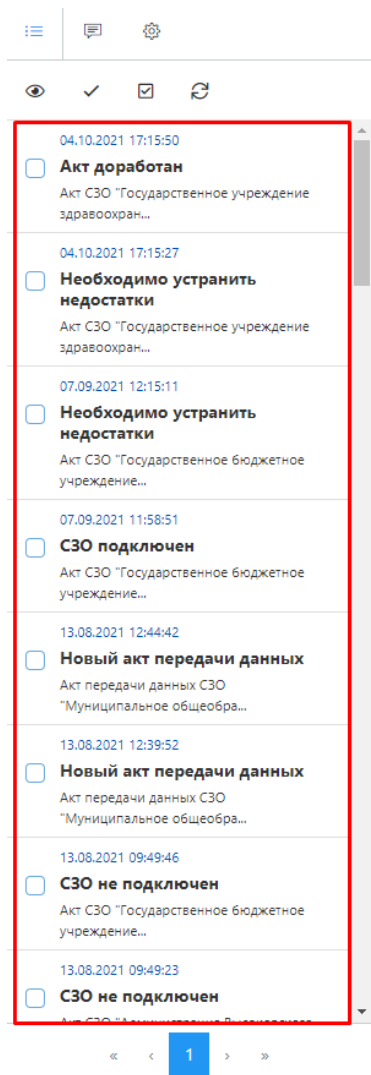 04.10.2021 17:15:50
Акт доработан
Акт СЗО "Государственное учреждение
здравоохран...
04.10.2021 17:15:27
Необходимо устранить
недостатки
Акт СЗО "Государственное учреждение
здравоохран...
07.09.2021 12:15:11
Необходимо устранить
недостатки
Акт СЗО "Государственное бюджетное
учреждение...
07.09.2021 11:58:51
СЗО подключен
Акт СЗО "Государственное бюджетное
учреждение...
13.08.2021 12:44:42
Новый акт передачи данных
Акт передачи данных СЗО
"Муниципальное общеобра...
13.08.2021 12:39:52
Новый акт передачи данных
Акт передачи данных СЗО
"Муниципальное общеобра...
13.08.2021 09:49:46
СЗО не подключен
Акт СЗО "Государственное бюджетное
учреждение...
13.08.2021 09:49:23
СЗО не подключен
Акт СЗО "Администрация
« ‹ 1 › »